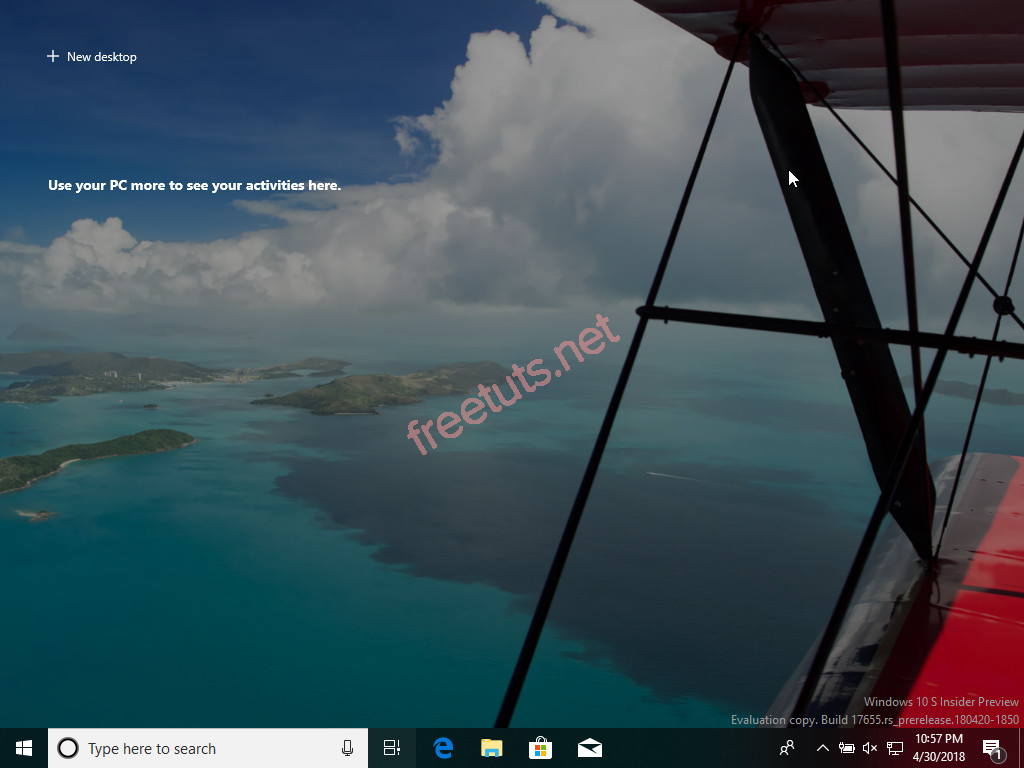 New desktop
Use your PC more to see your activities here.
freetuts.net
Windows 10 S Insider Preview
Evaluation copy. Build 17655.rs_prerelease.180420-1850
Type here to search
10:57 PM
4/30/2018
1